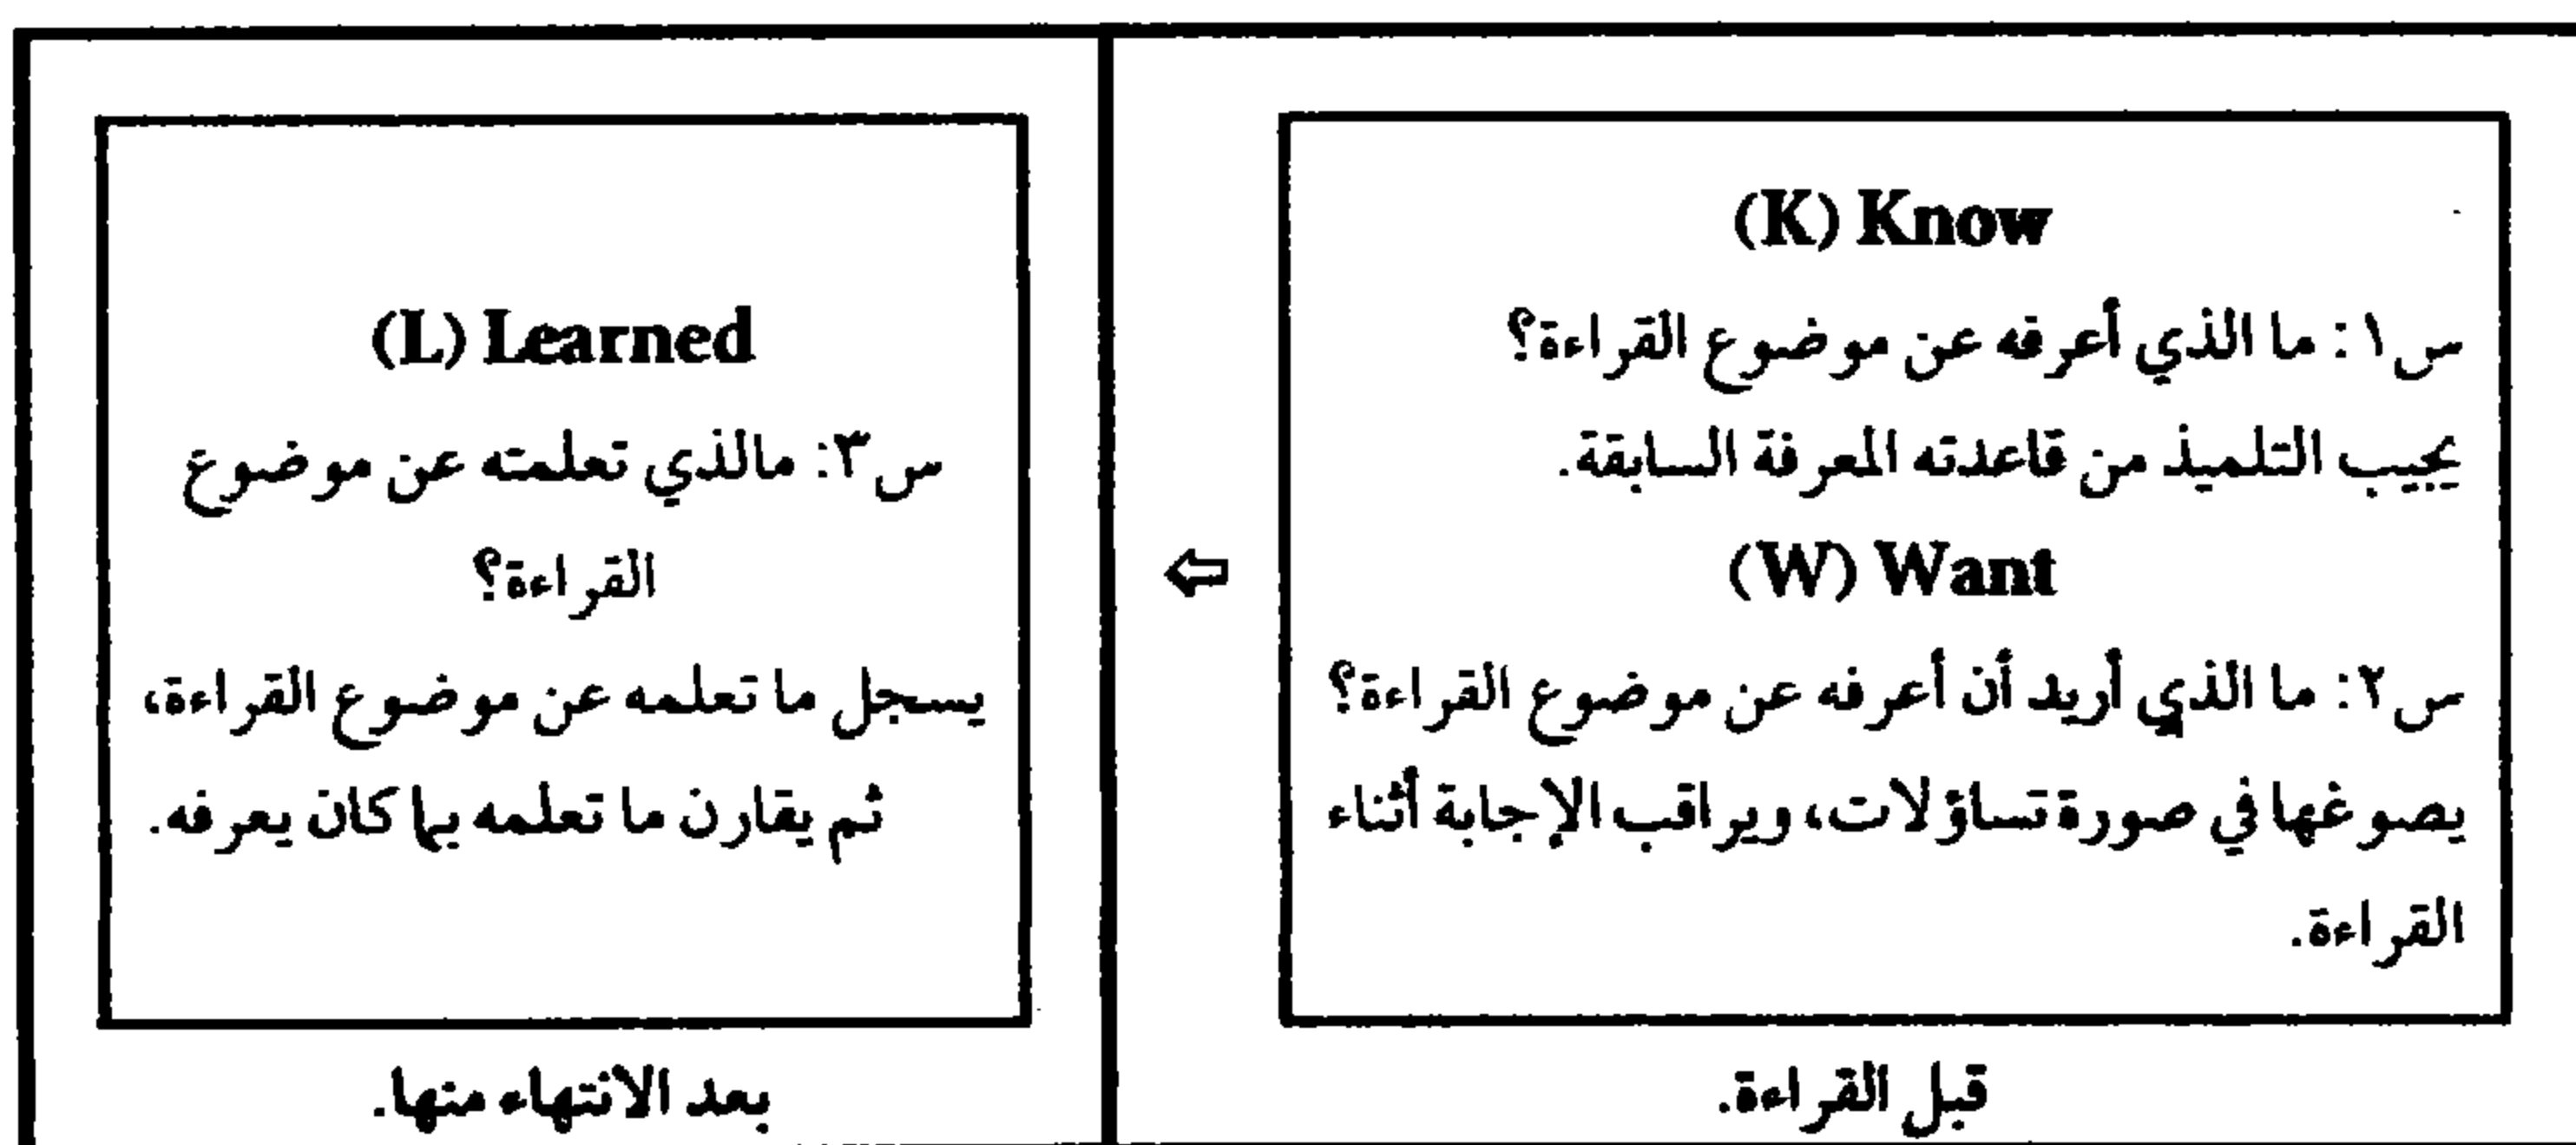 (K) Know
س١: ما الذي أعرفه عن موضوع القراءة؟
يجيب التلميذ من قاعدته المعرفة السابقة.
(W) Want
س٢: ما الذي أريد أن أعرفه عن موضوع القراءة؟
يصوغها في صورة تساؤلات، ويراقب الإجابة أثناء
القراءة.
قبل القراءة.
⇦
(L) Learned
س٣: مالذي تعلمته عن موضوع
القراءة؟
يسجل ما تعلمه عن موضوع القراءة،
ثم يقارن ما تعلمه بما كان يعرفه.
بعد الانتهاء منها.